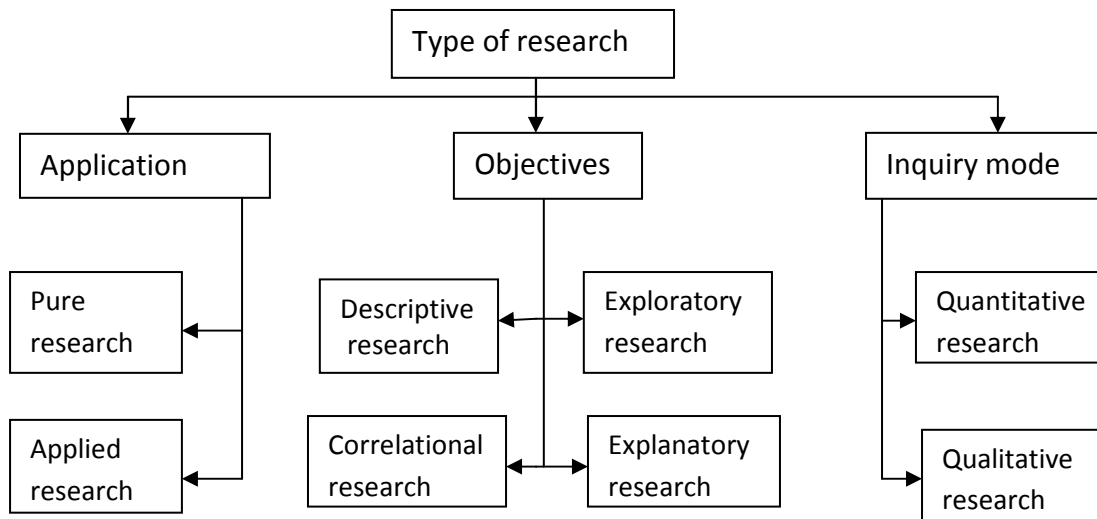 Type of research
Application
Objectives
Inquiry mode
Pure
research
Descriptive
research
Exploratory
research
Quantitative
research
Applied
research
Correlational
research
Explanatory
research
Qualitative
research